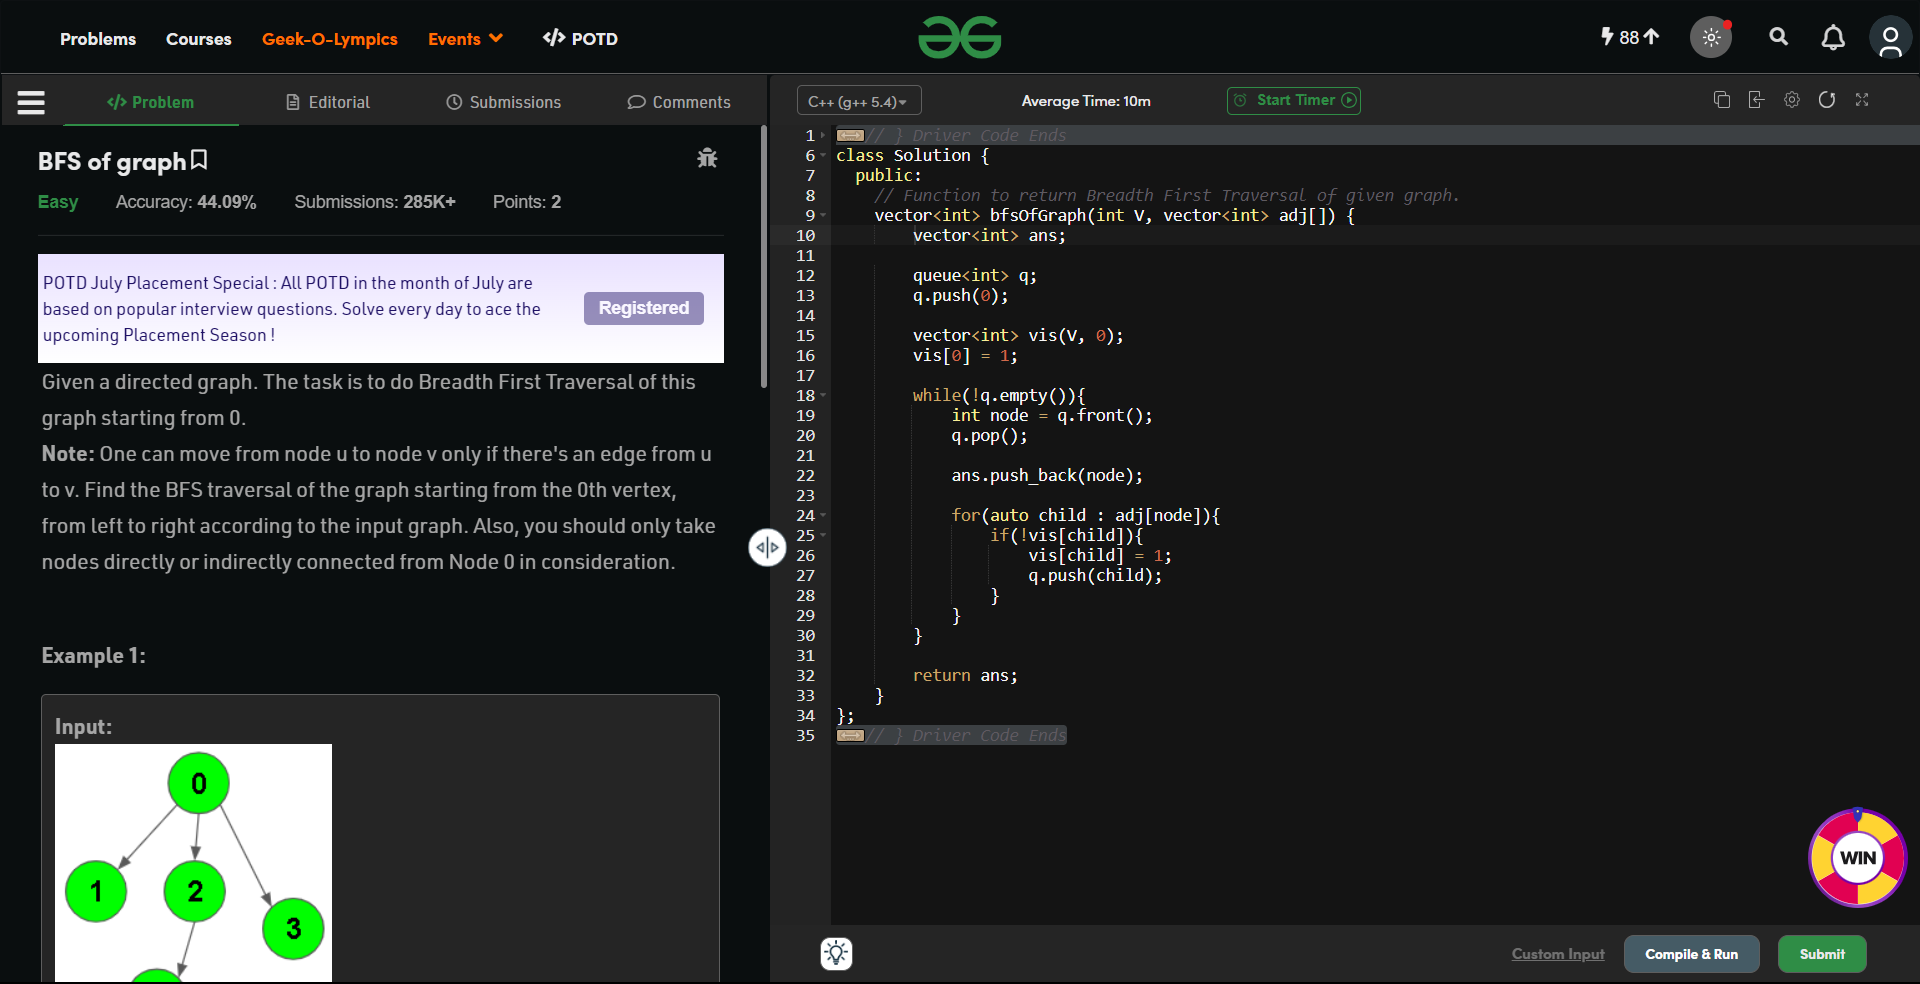 Problems Courses Geek-O-Lympics Events POTD 88
Problem Editorial Submissions Comments
BFS of graph
Easy Accuracy: 44.09% Submissions: 285K+ Points: 2
POTD July Placement Special : All POTD in the month of July are
based on popular interview questions. Solve every day to ace the
upcoming Placement Season !
Registered
Given a directed graph. The task is to do Breadth First Traversal of this
graph starting from 0.
Note: One can move from node u to node v only if there's an edge from u
to v. Find the BFS traversal of the graph starting from the 0th vertex,
from left to right according to the input graph. Also, you should only take
nodes directly or indirectly connected from Node 0 in consideration.
Example 1:
Input:
0
1
2
3
C++ (g++ 5.4) Average Time: 10m Start Timer
1 // } Driver Code Ends
6 class Solution {
7 public:
8 // Function to return Breadth First Traversal of given graph.
9 vector<int> bfsOfGraph(int V, vector<int> adj[]) {
10 vector<int> ans;
11
12 queue<int> q;
13 q.push(0);
14
15 vector<int> vis(V, 0);
16 vis[0] = 1;
17
18 while(!q.empty()){
19 int node = q.front();
20 q.pop();
21
22 ans.push_back(node);
23
24 for(auto child : adj[node]){
25 if(!vis[child]){
26 vis[child] = 1;
27 q.push(child);
28 }
29 }
30 }
31
32 return ans;
33 }
34 };
35 // } Driver Code Ends
WIN
Custom Input Compile & Run Submit